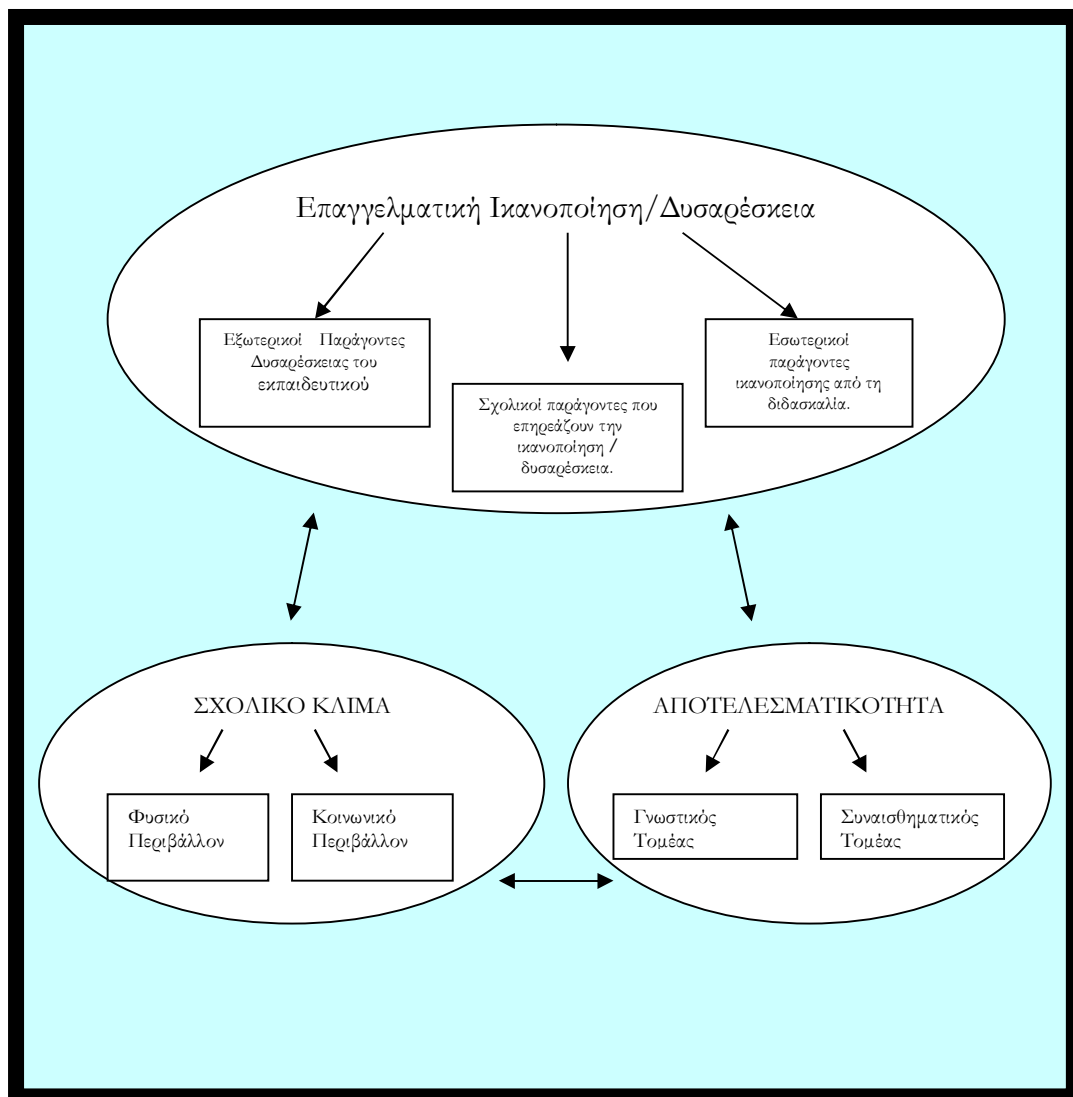 Επαγγελματική Ικανοποίηση/Δυσαρέσκεια
Εξωτερικοί Παράγοντες
Δυσαρέσκειας του
εκπαιδευτικού
Σχολικοί παράγοντες που
επηρεάζουν την
ικανοποίηση /
δυσαρέσκεια.
Εσωτερικοί
παράγοντες
ικανοποίησης από τη
διδασκαλία.
ΣΧΟΛΙΚΟ ΚΛΙΜΑ
Φυσικό
Περιβάλλον
Κοινωνικό
Περιβάλλον
ΑΠΟΤΕΛΕΣΜΑΤΙΚΟΤΗΤΑ
Γνωστικός
Τομέας
Συναισθηματικός
Τομέας